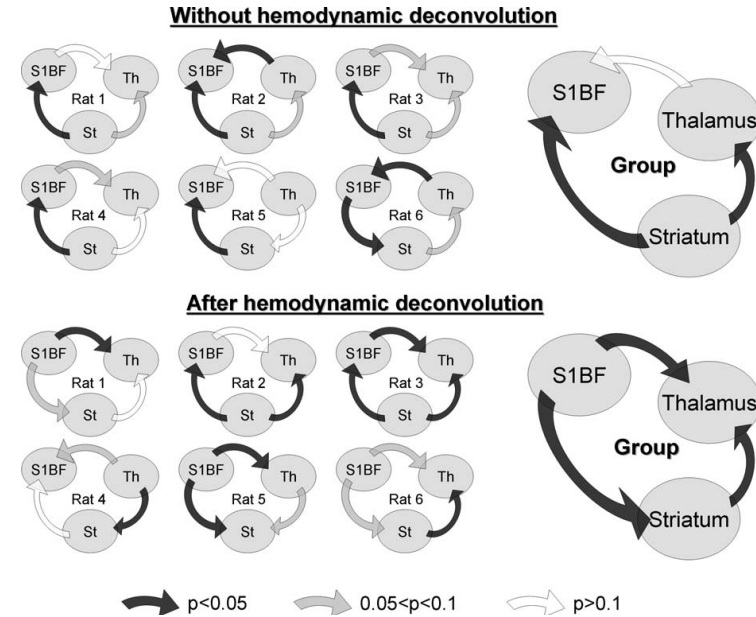 Without hemodynamic deconvolution
S1BF Th
Rat 1
St
S1BF Th
Rat 2
St
S1BF Th
Rat 3
St
S1BF Th
Rat 4
St
S1BF Th
Rat 5
St
S1BF Th
Rat 6
St
S1BF
Thalamus
Group
Striatum
After hemodynamic deconvolution
S1BF Th
Rat 1
St
S1BF Th
Rat 2
St
S1BF Th
Rat 3
St
S1BF Th
Rat 4
St
S1BF Th
Rat 5
St
S1BF Th
Rat 6
St
S1BF
Thalamus
Group
Striatum
p<0.05 0.05<p<0.1 p>0.1